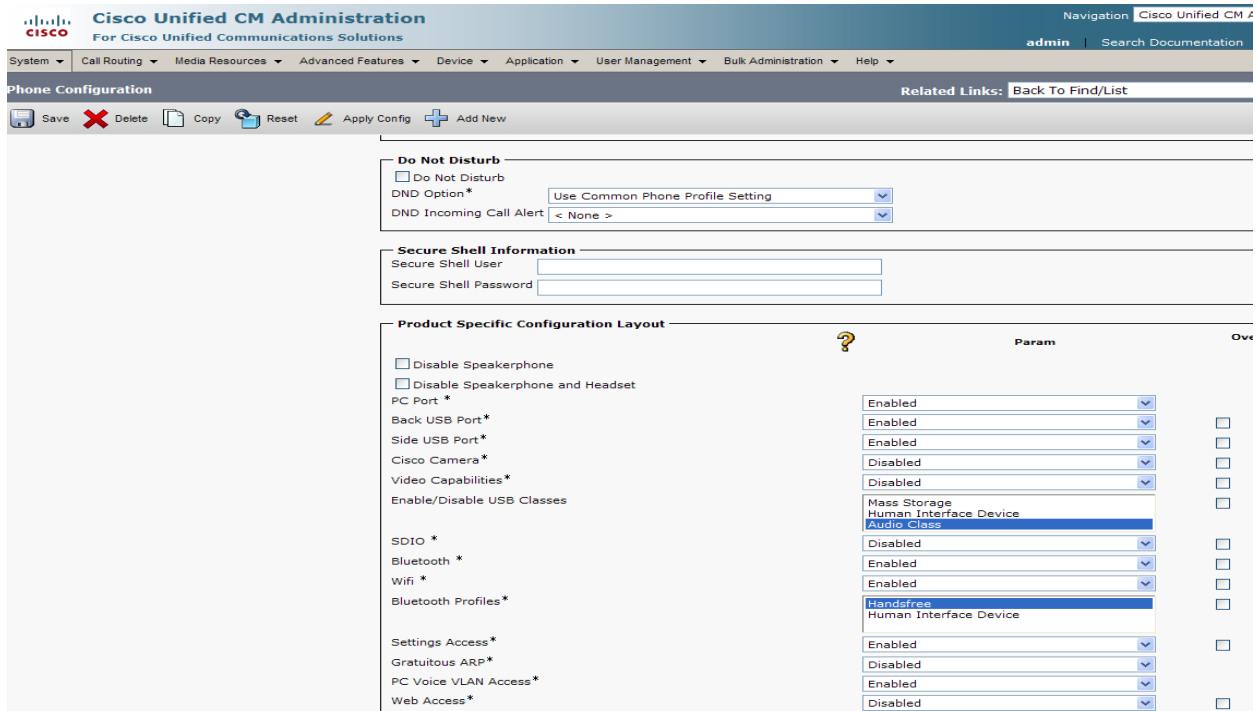 CISCO
Cisco Unified CM Administration
For Cisco Unified Communications Solutions
Navigation Cisco Unified CM A
admin | Search Documentation
System Call Routing Media Resources Advanced Features Device Application User Management Bulk Administration Help
Phone Configuration
Related Links: Back To Find/List
Save Delete Copy Reset Apply Config Add New
Do Not Disturb
Do Not Disturb
DND Option* Use Common Phone Profile Setting
DND Incoming Call Alert < None >
Secure Shell Information
Secure Shell User
Secure Shell Password
Product Specific Configuration Layout
? Param Ove
Disable Speakerphone
Disable Speakerphone and Headset
PC Port * Enabled
Back USB Port* Enabled
Side USB Port* Enabled
Cisco Camera* Disabled
Video Capabilities* Disabled
Enable/Disable USB Classes Mass Storage
Human Interface Device
Audio Class
SDIO * Disabled
Bluetooth * Enabled
Wifi * Enabled
Bluetooth Profiles* Handsfree
Human Interface Device
Settings Access* Enabled
Gratuitous ARP* Disabled
PC Voice VLAN Access* Enabled
Web Access* Disabled